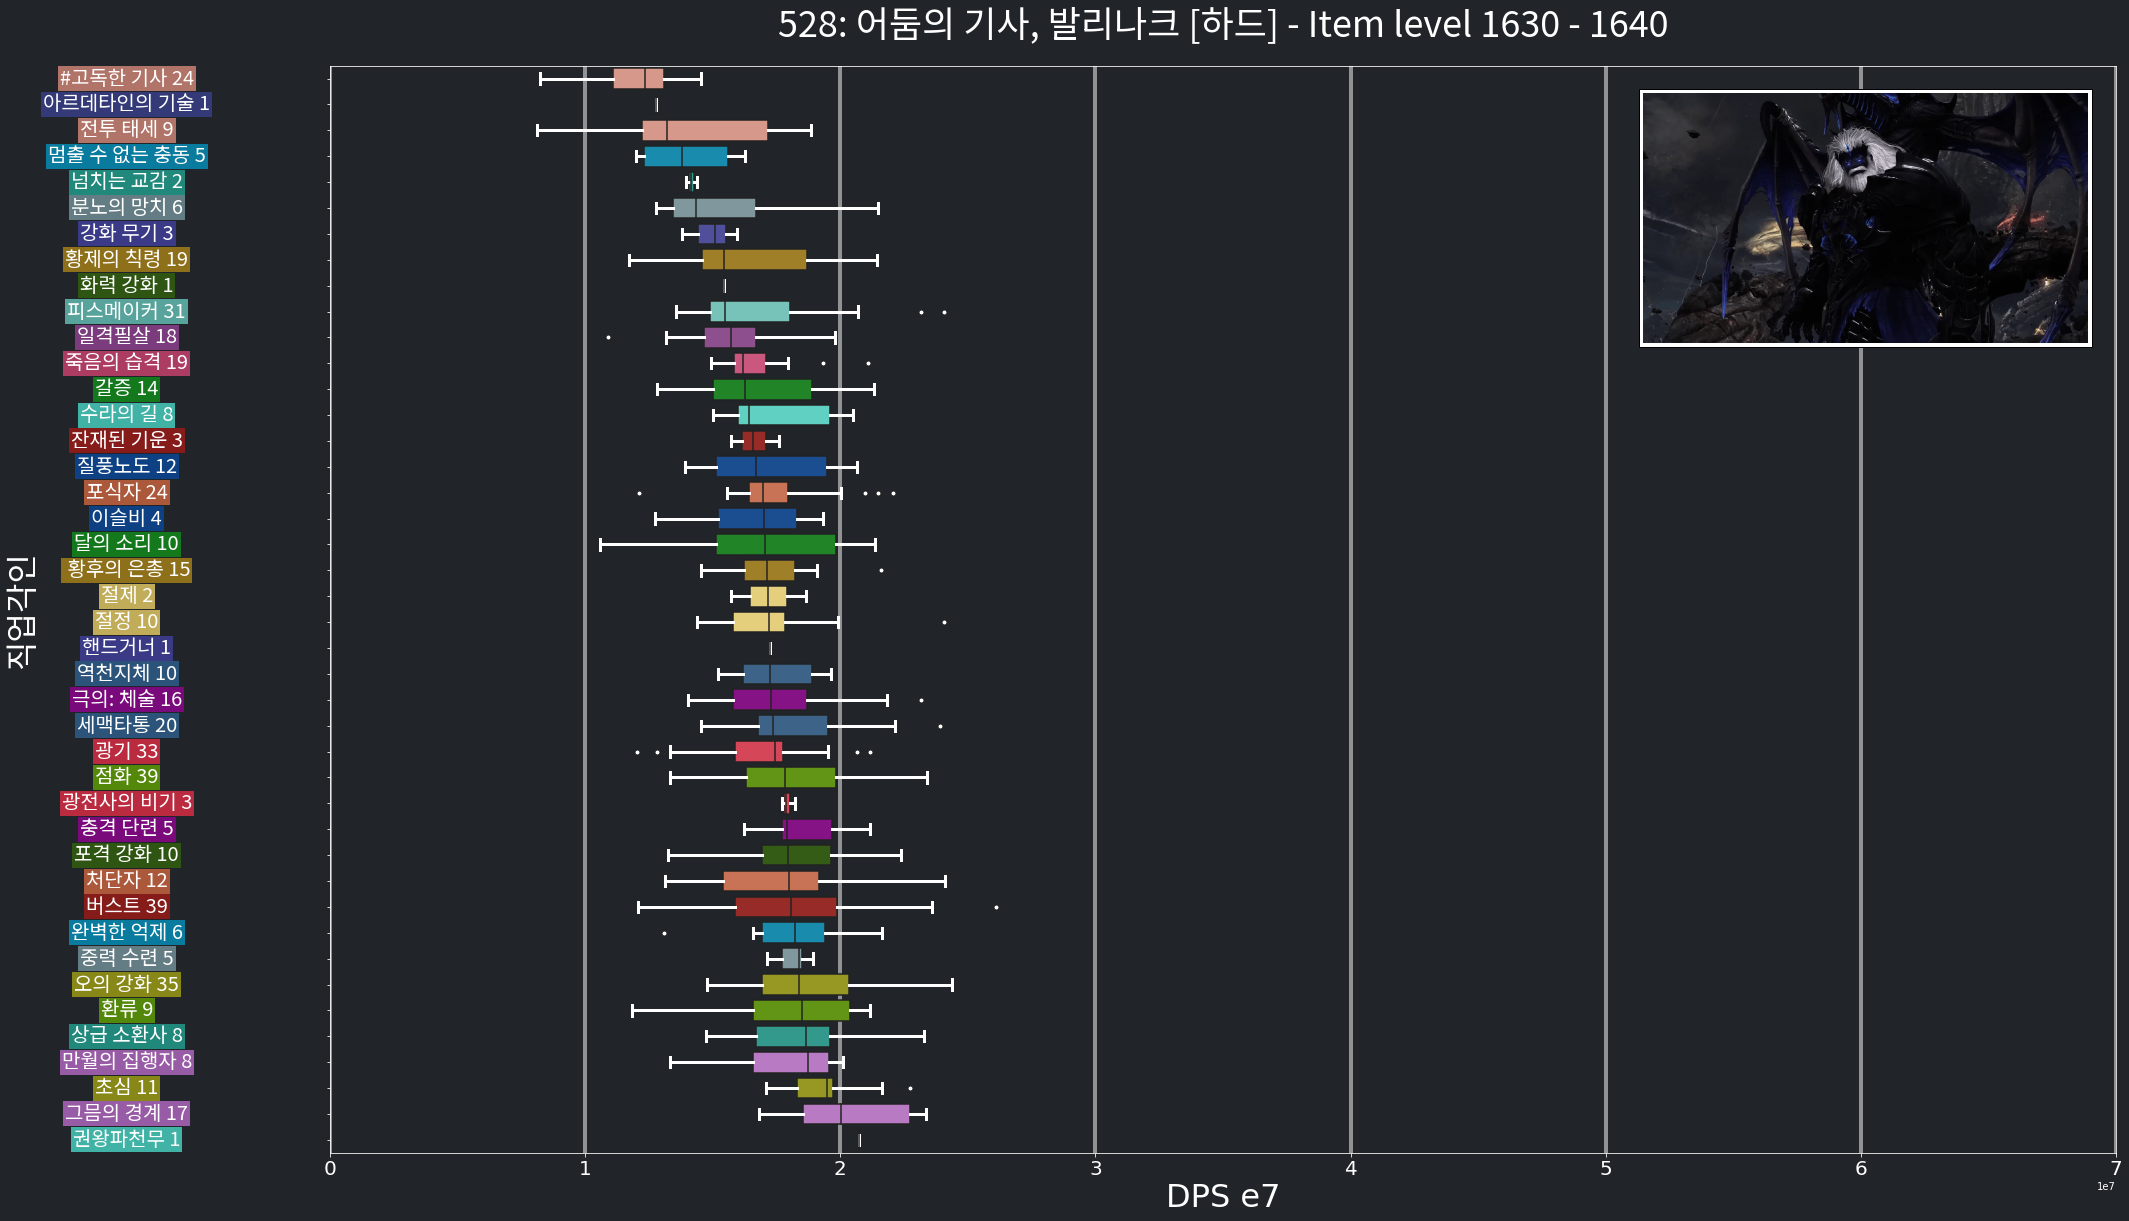 528: 어둠의 기사, 발리나크 [하드] - Item level 1630 - 1640
#고독한 기사 24
아르데타인의 기술 1
전투 태세 9
멈출 수 없는 충동 5
넘치는 교감 2
분노의 망치 6
강화 무기 3
황제의 칙령 19
화력 강화 1
피스메이커 31
일격필살 18
죽음의 습격 19
갈증 14
수라의 길 8
잔재된 기운 3
질풍노도 12
포식자 24
이슬비 4
달의 소리 10
황후의 은총 15
절제 2
절정 10
핸드거너 1
역천지체 10
극의: 체술 16
세맥타통 20
광기 33
점화 39
광전사의 비기 3
충격 단련 5
포격 강화 10
처단자 12
버스트 39
완벽한 억제 6
중력 수련 5
오의 강화 35
환류 9
상급 소환사 8
만월의 집행자 8
초심 11
그믐의 경계 17
권왕파천무 1
직업각인
0 1 2 3 4 5 6 7
1e7
DPS e7